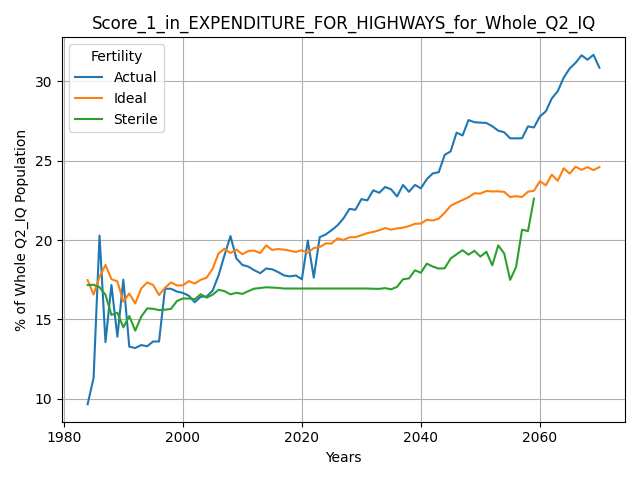 Score_1_in_EXPENDITURE_FOR_HIGHWAYS_for_Whole_Q2_IQ
Fertility
Actual
Ideal
Sterile
% of Whole Q2_IQ Population
30
25
20
15
10
1980
2000
2020
2040
2060
Years